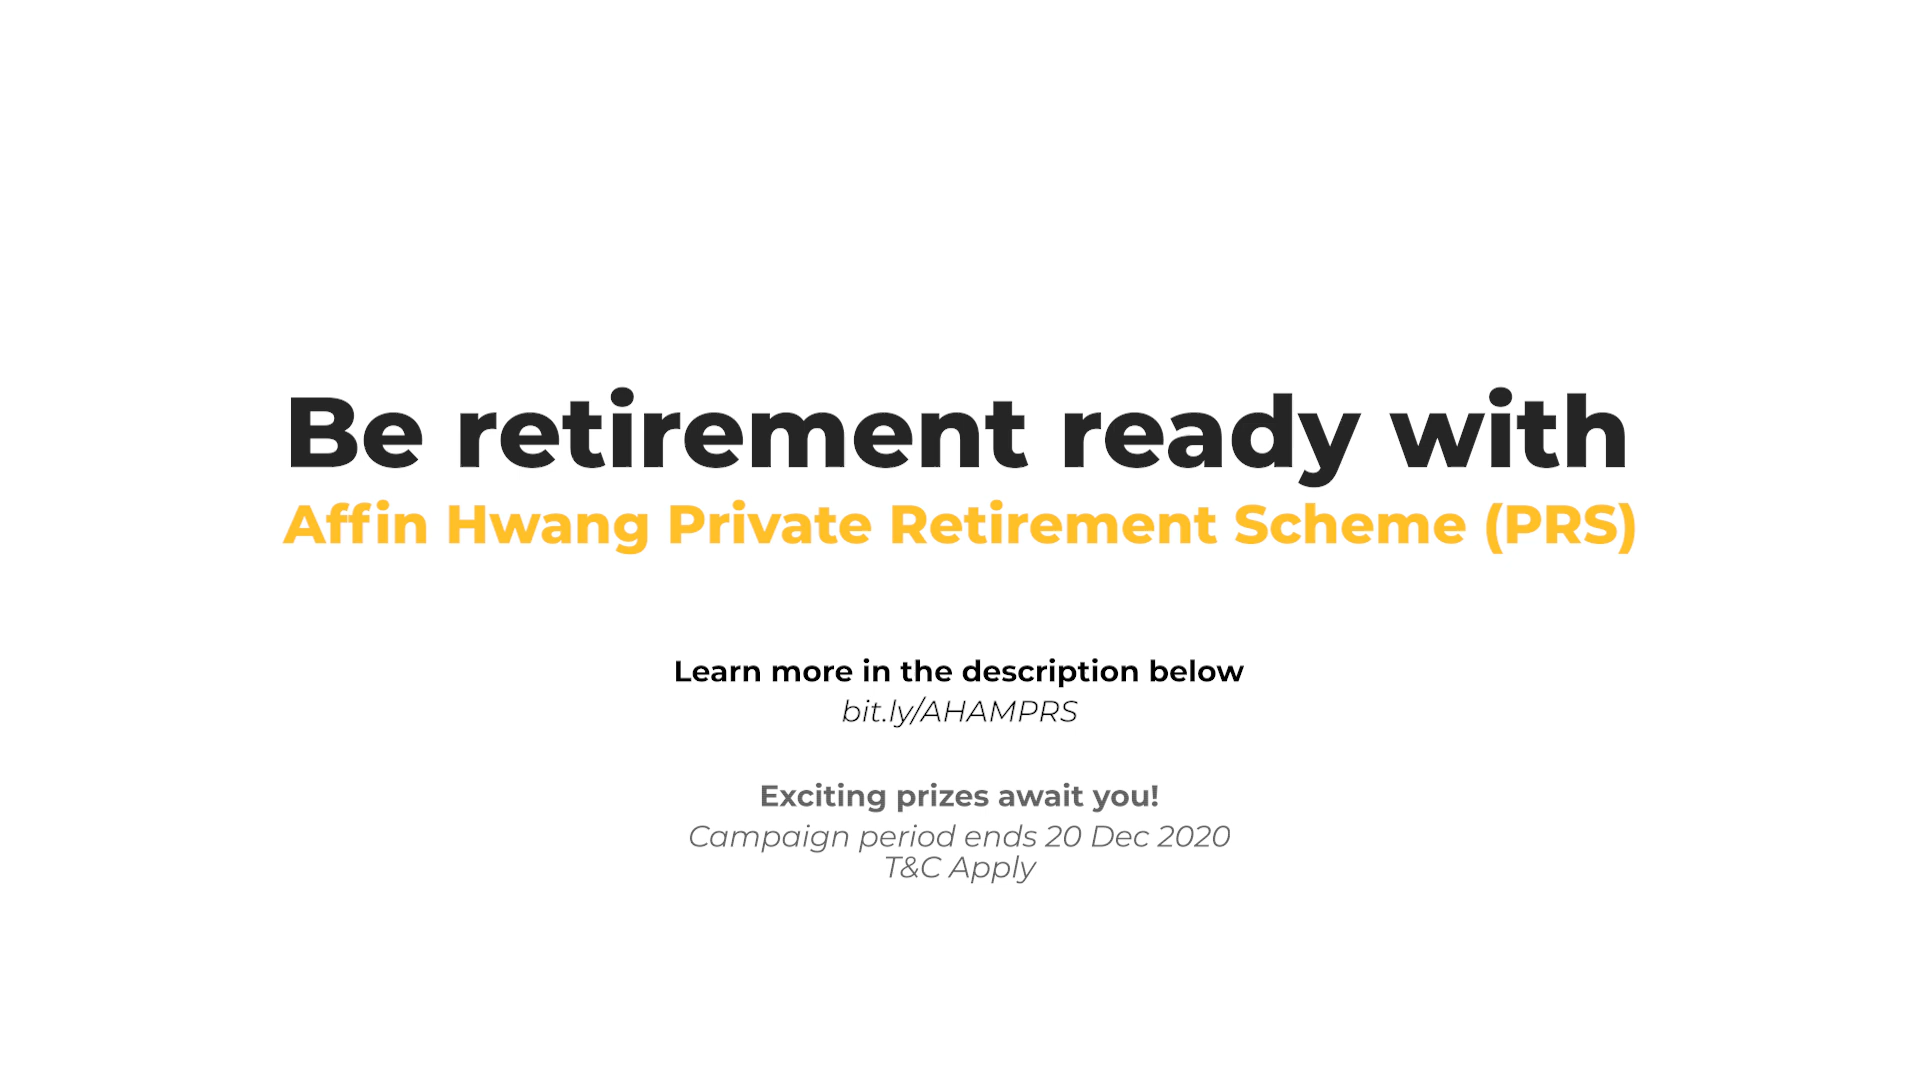 Be retirement ready with
Affin Hwang Private Retirement Scheme (PRS)
Learn more in the description below
bit.ly/AHAMPRS
Exciting prizes await you!
Campaign period ends 20 Dec 2020
T&C Apply